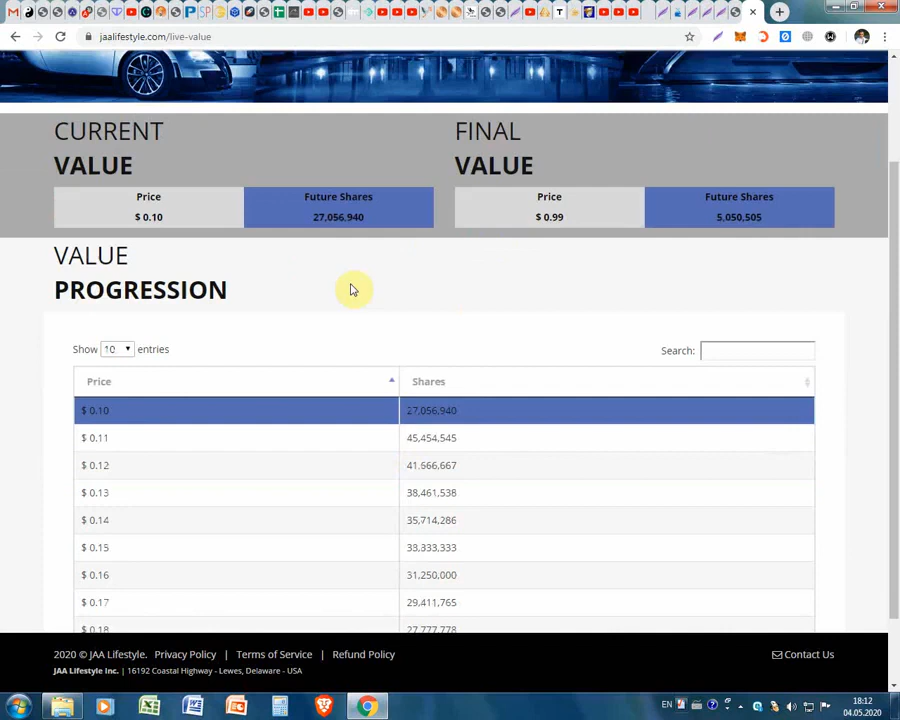 jaalifestyle.com/live-value
CURRENT
VALUE
Price
$ 0.10
Future Shares
27,056,940
FINAL
VALUE
Price
$ 0.99
Future Shares
5,050,505
VALUE
PROGRESSION
Show 10 entries
Search:
Price Shares
$ 0.10 27,056,940
$ 0.11 45,454,545
$ 0.12 41,666,667
$ 0.13 38,461,538
$ 0.14 35,714,286
$ 0.15 33,333,333
$ 0.16 31,250,000
$ 0.17 29,411,765
$ 0.18 27,777,778
2020 © JAA Lifestyle. Privacy Policy | Terms of Service | Refund Policy
Contact Us
JAA Lifestyle Inc. | 16192 Coastal Highway - Lewes, Delaware - USA
EN
18:12
04.05.2020